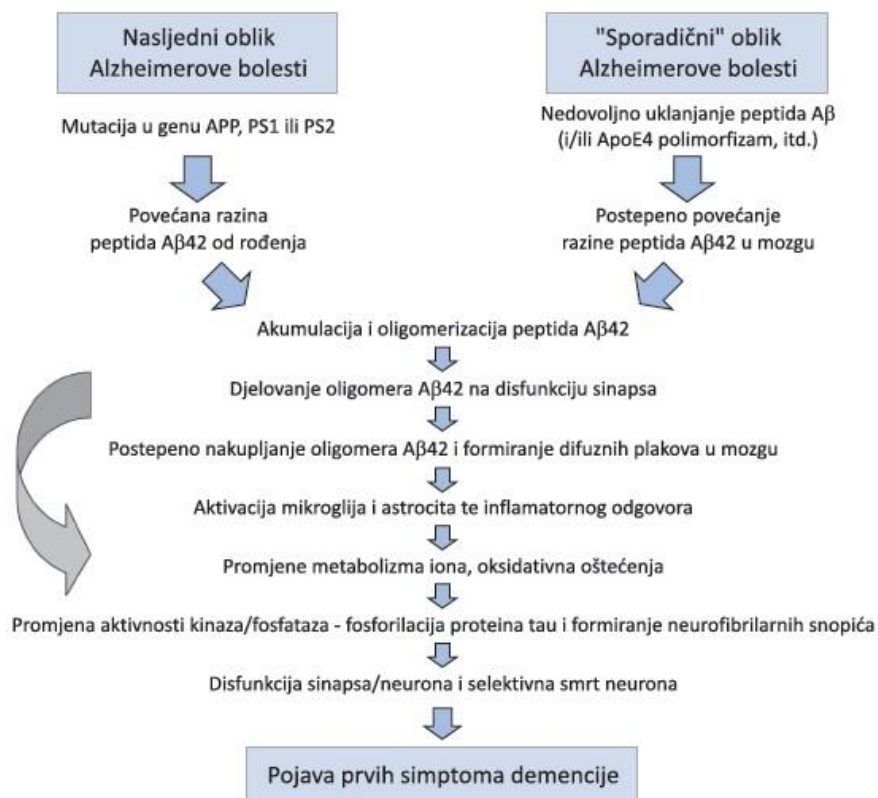 Nasljedni oblik
Alzheimerove bolesti
"Sporadični" oblik
Alzheimerove bolesti
Mutacija u genu APP, PS1 ili PS2
Nedovoljno uklanjanje peptida Aβ
(i/ili ApoE4 polimorfizam, itd.)
Povećana razina
peptida Aβ42 od rođenja
Postepeno povećanje
razine peptida Aβ42 u mozgu
Akumulacija i oligomerizacija peptida Aβ42
Djelovanje oligomera Aβ42 na disfunkciju sinapsa
Postepeno nakupljanje oligomera Aβ42 i formiranje difuznih plakova u mozgu
Aktivacija mikroglija i astrocita te inflamatornog odgovora
Promjene metabolizma iona, oksidativna oštećenja
Promjena aktivnosti kinaza/fosfataza - fosforilacija proteina tau i formiranje neurofibrilarnih snopića
Disfunkcija sinapsa/neurona i selektivna smrt neurona
Pojava prvih simptoma demencije